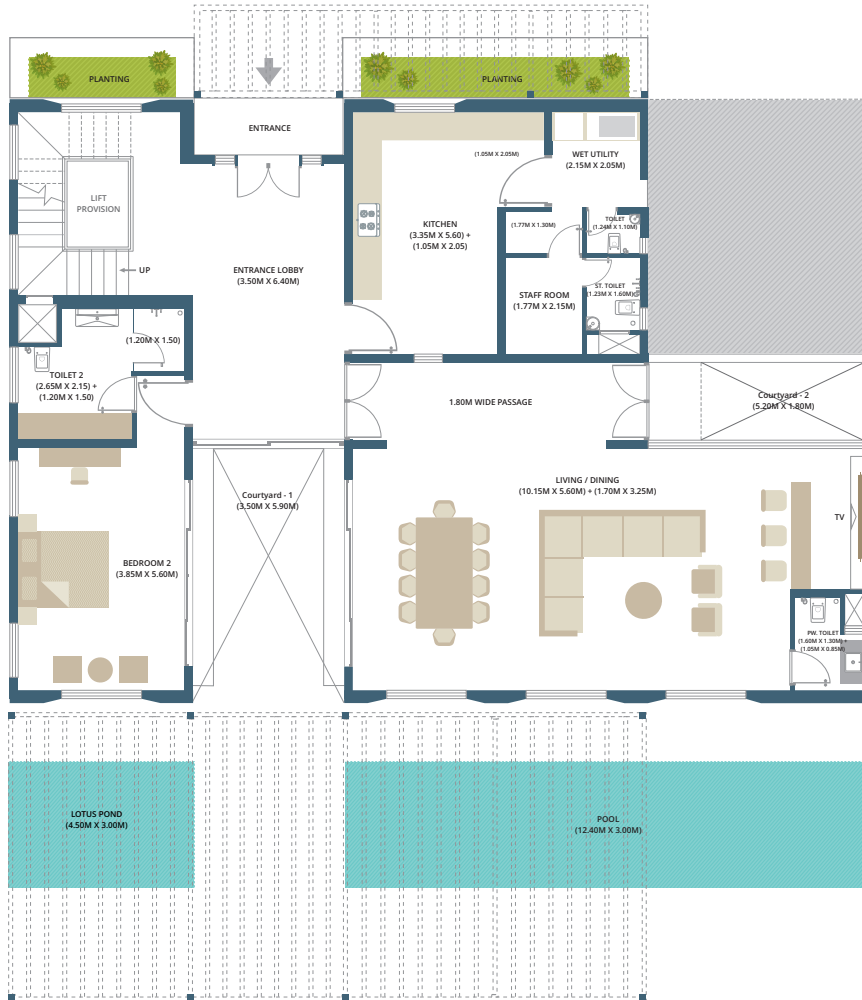 PLANTING
PLANTING
ENTRANCE
(1.05M X 2.05M)
WET UTILITY
(2.15M X 2.05M)
LIFT
PROVISION
KITCHEN
(3.35M X 5.60) +
(1.05M X 2.05)
(1.77M X 1.30M)
TOILET
(1.24M X 1.10M)
UP
ENTRANCE LOBBY
(3.50M X 6.40M)
STAFF ROOM
(1.77M X 2.15M)
ST. TOILET
(1.23M X 1.60M)
(1.20M X 1.50)
TOILET 2
(2.65M X 2.15) +
(1.20M X 1.50)
1.80M WIDE PASSAGE
Courtyard - 2
(5.20M X 1.80M)
Courtyard - 1
(3.50M X 5.90M)
LIVING / DINING
(10.15M X 5.60M) + (1.70M X 3.25M)
TV
BEDROOM 2
(3.85M X 5.60M)
PW. TOILET
(1.60M X 1.30M) +
(1.05M X 0.85M)
LOTUS POND
(4.50M X 3.00M)
POOL
(12.40M X 3.00M)